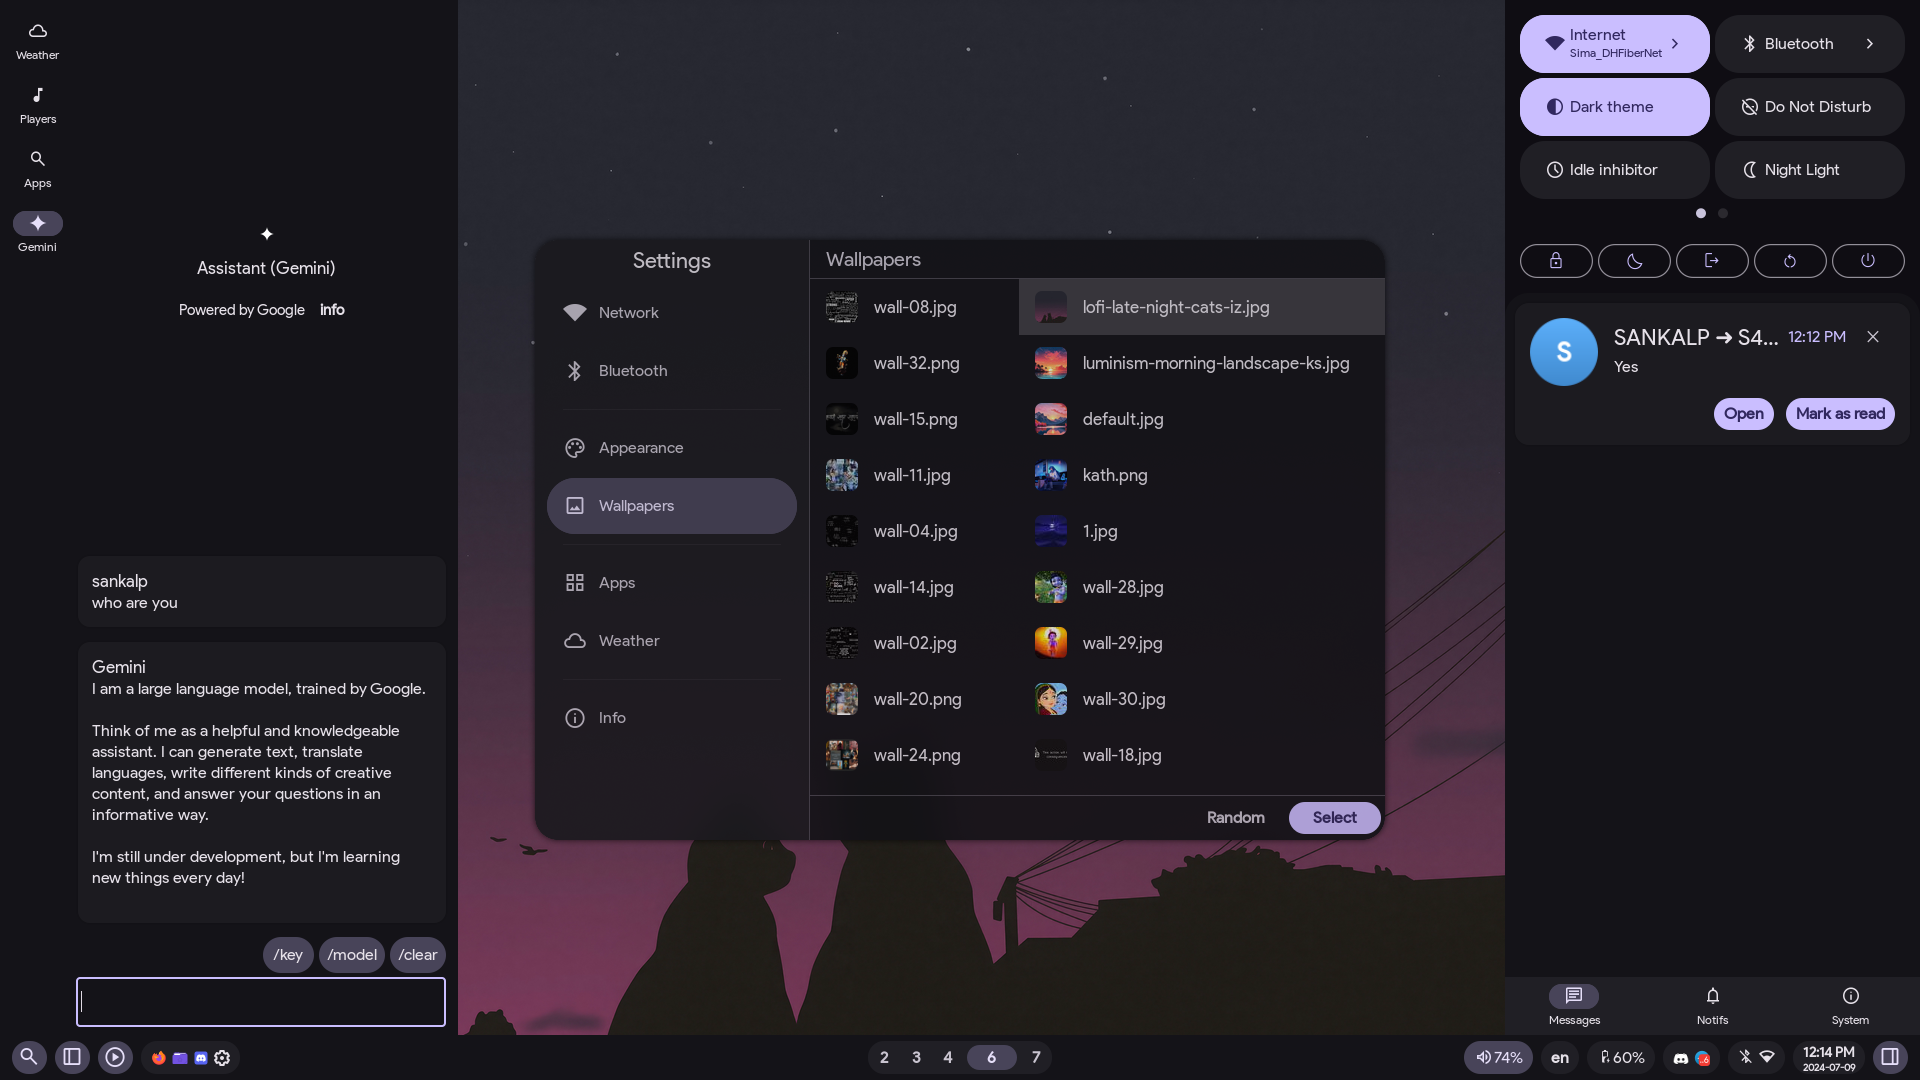 Weather
Players
Apps
Gemini
Assistant (Gemini)
Powered by Google info
sankalp
who are you
Gemini
I am a large language model, trained by Google.
Think of me as a helpful and knowledgeable
assistant. I can generate text, translate
languages, write different kinds of creative
content, and answer your questions in an
informative way.
I'm still under development, but I'm learning
new things every day!
/key /model /clear
Settings
Network
Bluetooth
Appearance
Wallpapers
Apps
Weather
Info
Wallpapers
wall-08.jpg lofi-late-night-cats-iz.jpg
wall-32.png luminism-morning-landscape-ks.jpg
wall-15.png default.jpg
wall-11.jpg kath.png
wall-04.jpg 1.jpg
wall-14.jpg wall-28.jpg
wall-02.jpg wall-29.jpg
wall-20.png wall-30.jpg
wall-24.png wall-18.jpg
Random Select
Internet
Sima_DHFiberNet
Bluetooth
Dark theme Do Not Disturb
Idle inhibitor Night Light
S
SANKALP ➜ S4... 12:12 PM
Yes
Open Mark as read
Messages Notifs System
2 3 4 6 7
74% en 60%
12:14 PM
2024-07-09